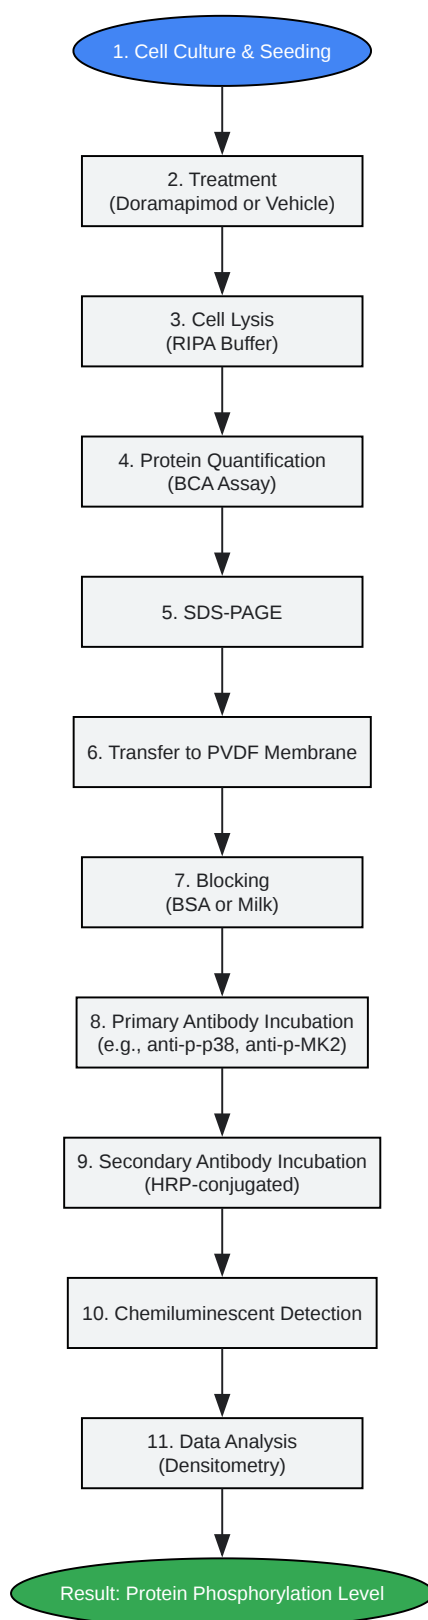 1. Cell Culture & Seeding
2. Treatment
(Doramapimod or Vehicle)
3. Cell Lysis
(RIPA Buffer)
4. Protein Quantification
(BCA Assay)
5. SDS-PAGE
6. Transfer to PVDF Membrane
7. Blocking
(BSA or Milk)
8. Primary Antibody Incubation
(e.g., anti-p-p38, anti-p-MK2)
9. Secondary Antibody Incubation
(HRP-conjugated)
10. Chemiluminescent Detection
11. Data Analysis
(Densitometry)
Result: Protein Phosphorylation Level